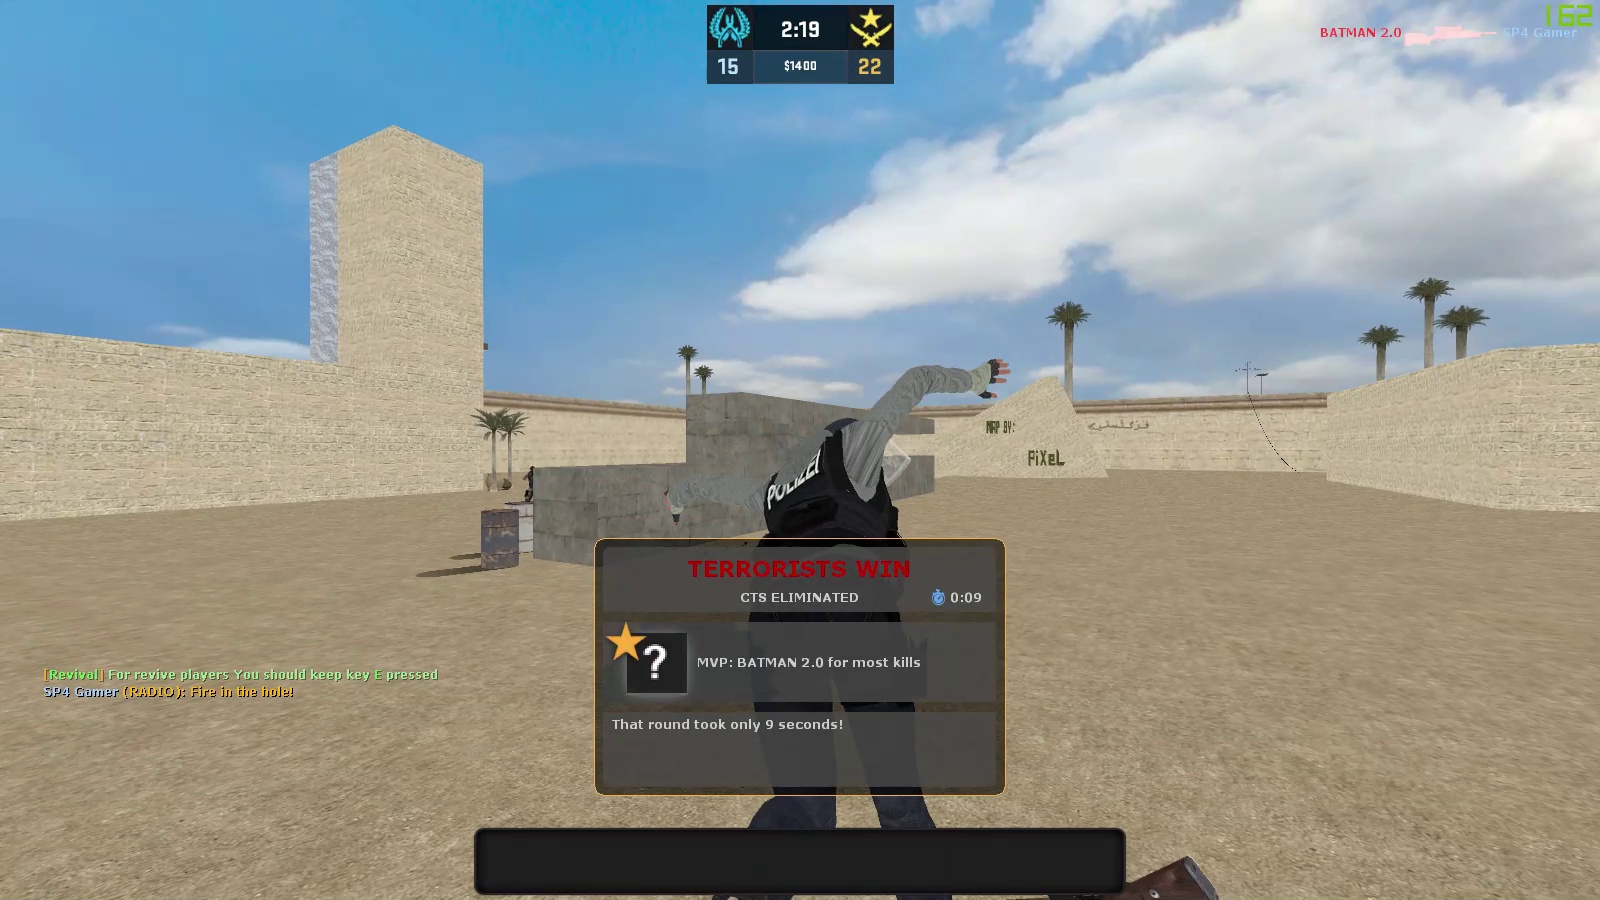 162
2:19
BATMAN 2.0 SP4 Gamer
15 $1400 22
MAP BY:
PiXeL
POLIZEI
TERRORISTS WIN
CTS ELIMINATED 0:09
?
MVP: BATMAN 2.0 for most kills
[Revival] For revive players You should keep key E pressed
SP4 Gamer (RADIO): Fire in the hole!
That round took only 9 seconds!